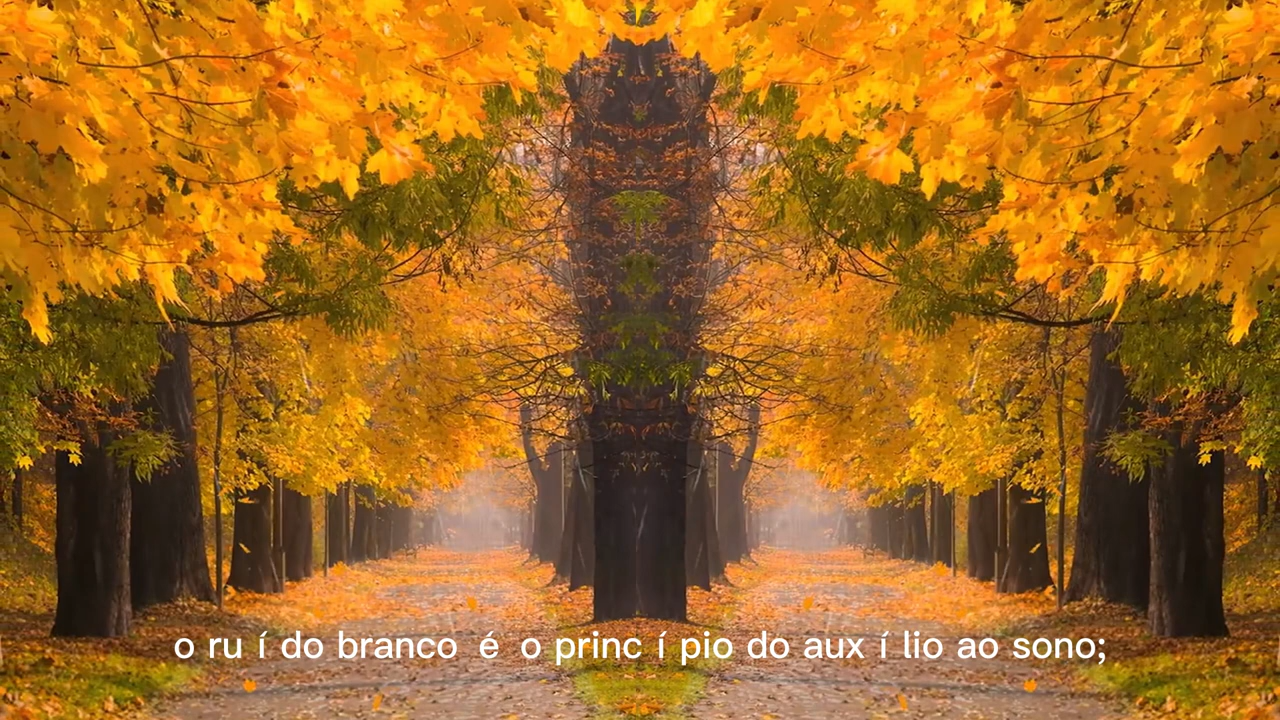 o ru í do branco é o princ í pio do aux í lio ao sono;